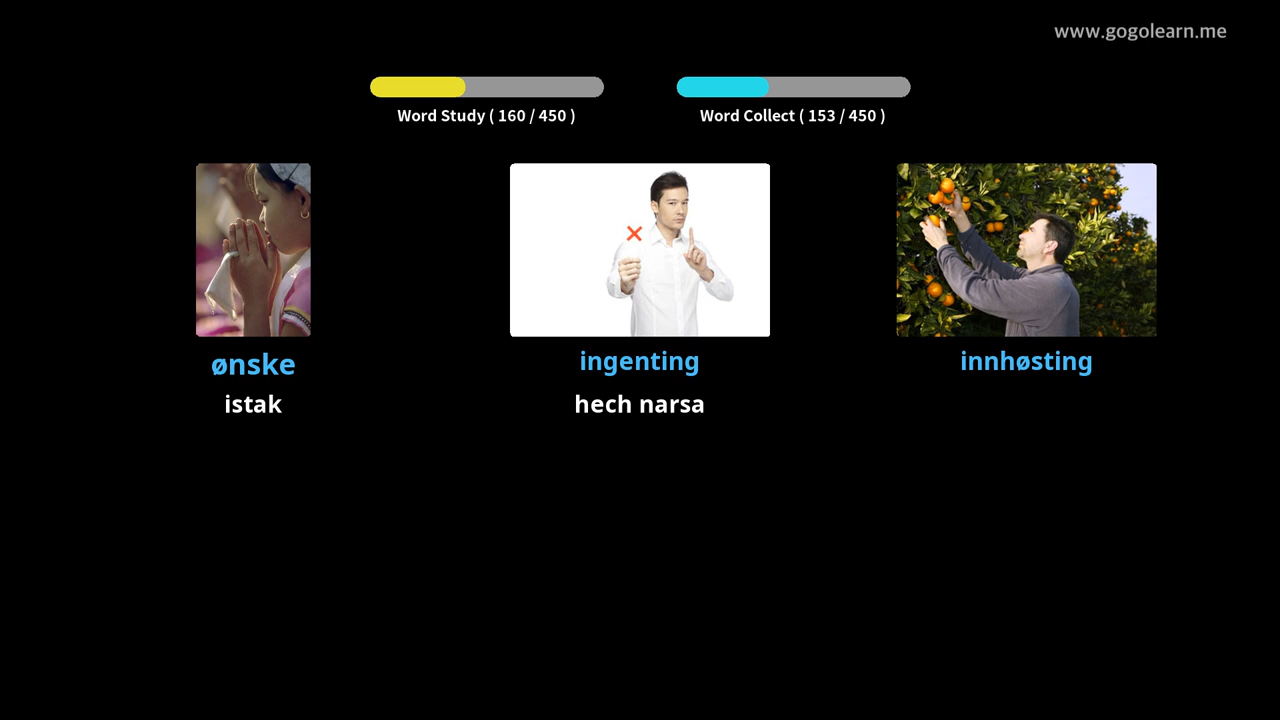 www.gogolearn.me
Word Study ( 160 / 450 )
Word Collect ( 153 / 450 )
ønske
istak
ingenting
hech narsa
innhøsting